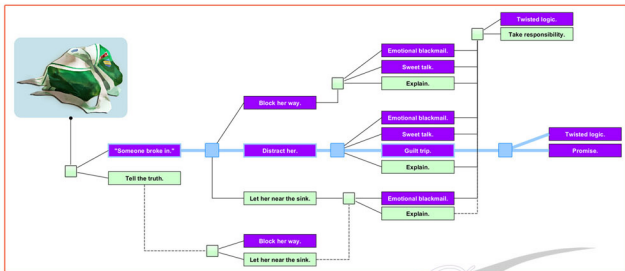 Twisted logic.
Take responsibility.
Emotional blackmail.
Sweet talk.
Explain.
Block her way.
Emotional blackmail.
Sweet talk.
Twisted logic.
"Someone broke in."
Distract her.
Guilt trip.
Promise.
Explain.
Tell the truth.
Let her near the sink.
Emotional blackmail.
Explain.
Block her way.
Let her near the sink.